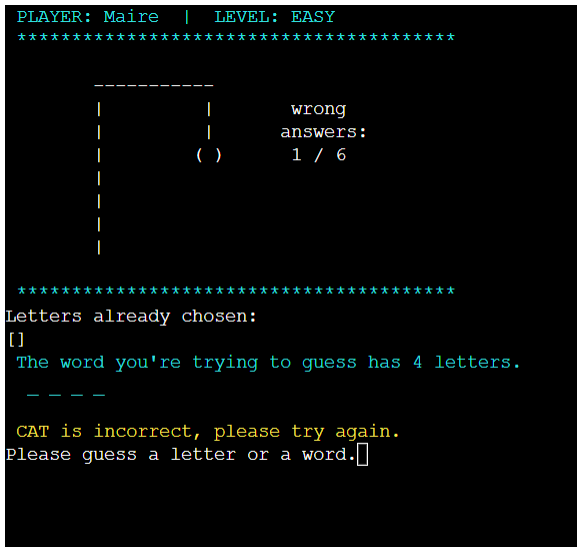 PLAYER: Maire | LEVEL: EASY
****************************************
-----------
| | wrong
| | answers:
| ( ) 1 / 6
|
|
|
|
****************************************
Letters already chosen:
[]
The word you're trying to guess has 4 letters.
_ _ _ _
CAT is incorrect, please try again.
Please guess a letter or a word.